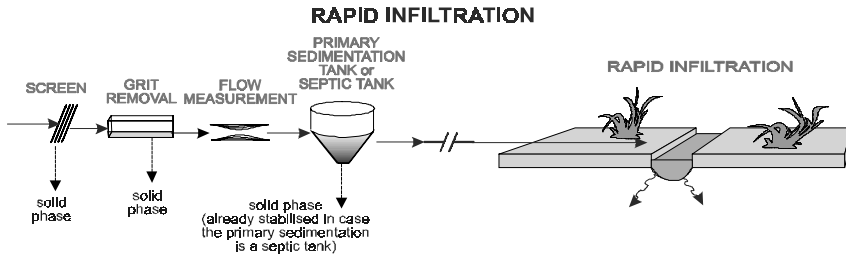 RAPID INFILTRATION
SCREEN
GRIT
REMOVAL
FLOW
MEASUREMENT
PRIMARY
SEDIMENTATION
TANK or
SEPTIC TANK
RAPID INFILTRATION
solid
phase
solid
phase
solid phase
(already stabilised in case
the primary sedimentation
is a septic tank)